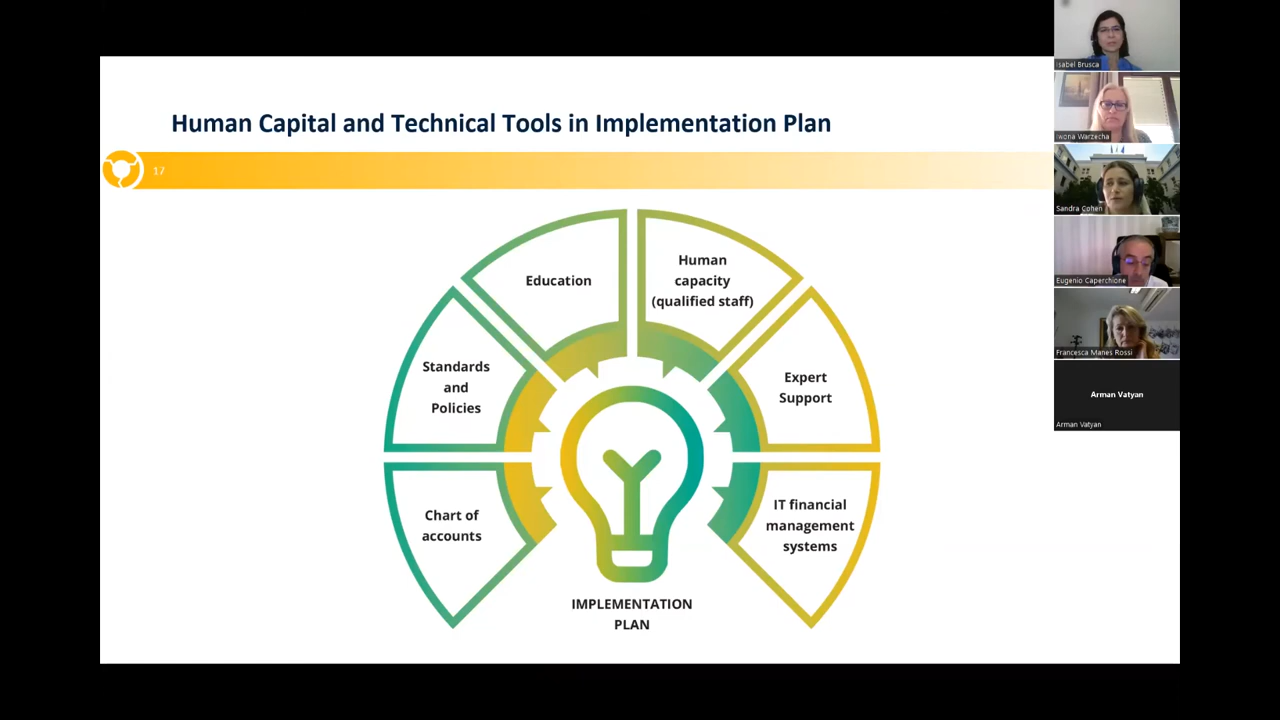 Human Capital and Technical Tools in Implementation Plan
17
Education
Human
capacity
(qualified staff)
Standards
and
Policies
Expert
Support
Chart of
accounts
IT financial
management
systems
IMPLEMENTATION
PLAN
Isabel Brusca
Iwona Warzecha
Sandra Cohen
Eugenio Caperchione
Francesca Manes Rossi
Arman Vatyan
Arman Vatyan